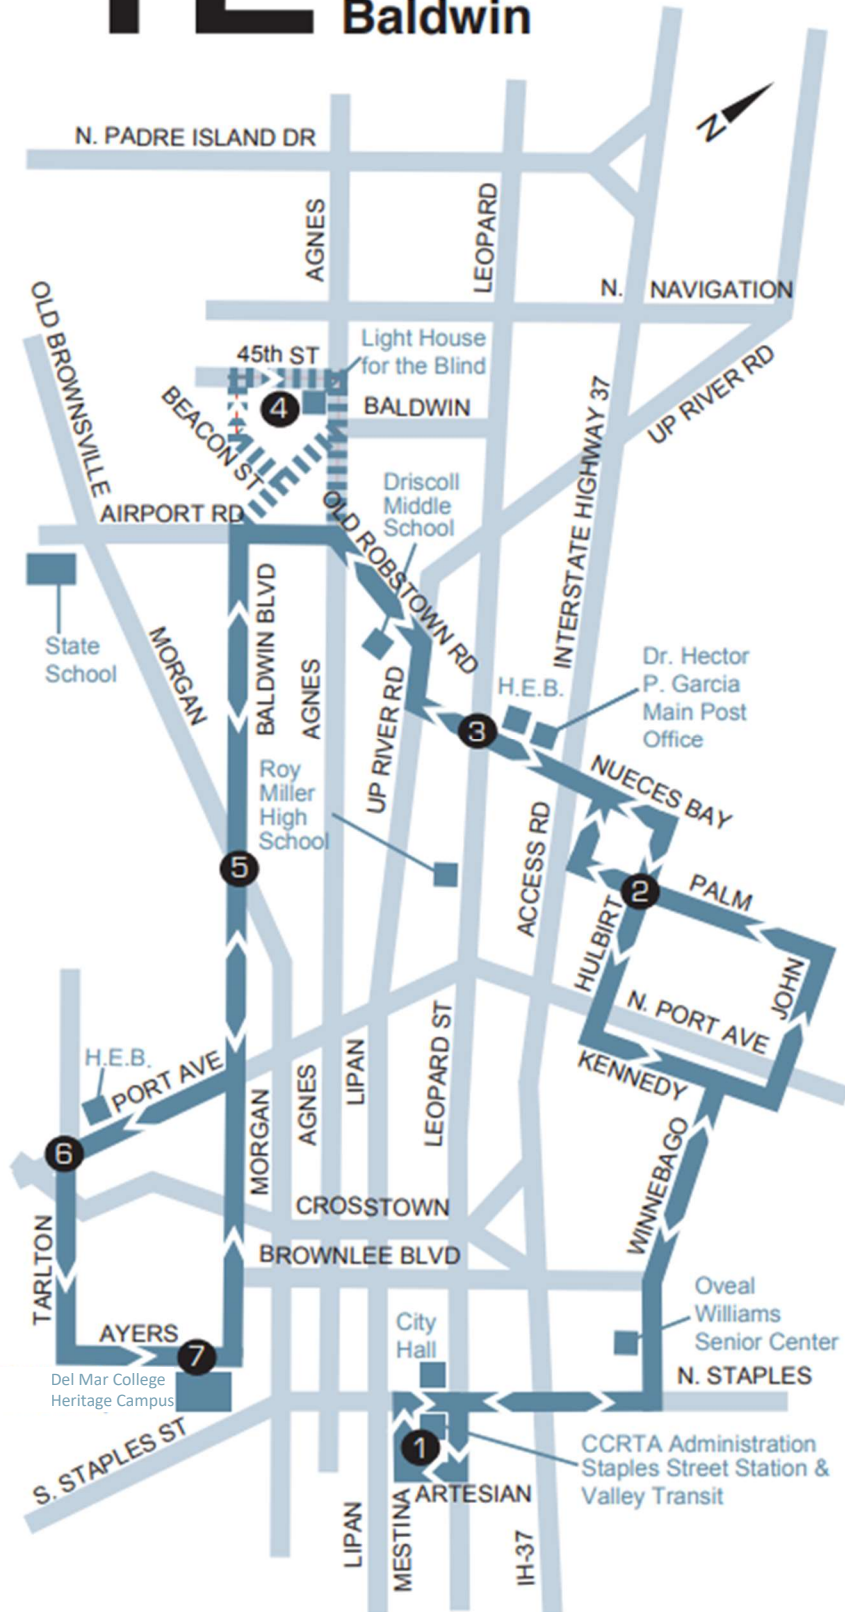 Baldwin
N
N. PADRE ISLAND DR
AGNES
LEOPARD
N. NAVIGATION
OLD BROWNSVILLE
45th ST
Light House
for the Blind
4
BALDWIN
UP RIVER RD
BEACON ST
INTERSTATE HIGHWAY 37
Driscoll
Middle
School
AIRPORT RD
OLD ROBSTOWN RD
State
School
MORGAN
BALDWIN BLVD
AGNES
UP RIVER RD
H.E.B.
Dr. Hector
P. Garcia
Main Post
Office
3
NUECES BAY
Roy
Miller
High
School
ACCESS RD
5
2
PALM
HULBIRT
JOHN
N. PORT AVE
KENNEDY
H.E.B.
PORT AVE
MORGAN
AGNES
LIPAN
LEOPARD ST
6
WINNEBAGO
CROSSTOWN
BROWNLEE BLVD
TARLTON
AYERS
7
City
Hall
Oveal
Williams
Senior Center
Del Mar College
Heritage Campus
N. STAPLES
S. STAPLES ST
1
CCRTA Administration
Staples Street Station &
Valley Transit
ARTESIAN
LIPAN
MESTINA
IH-37